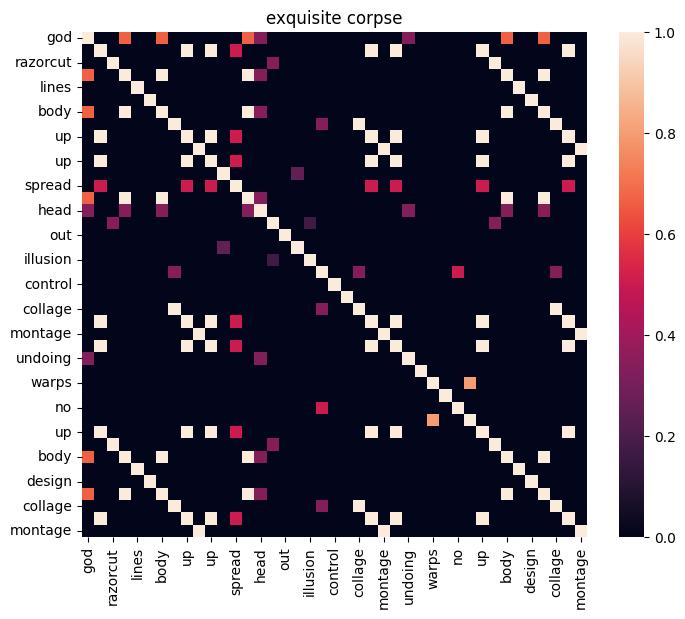 exquisite corpse
god
razorcut
lines
body
up
up
spread
head
out
illusion
control
collage
montage
undoing
warps
no
up
body
design
collage
montage
god
razorcut
lines
body
up
up
spread
head
out
illusion
control
collage
montage
undoing
warps
no
up
body
design
collage
montage
1.0
0.8
0.6
0.4
0.2
0.0